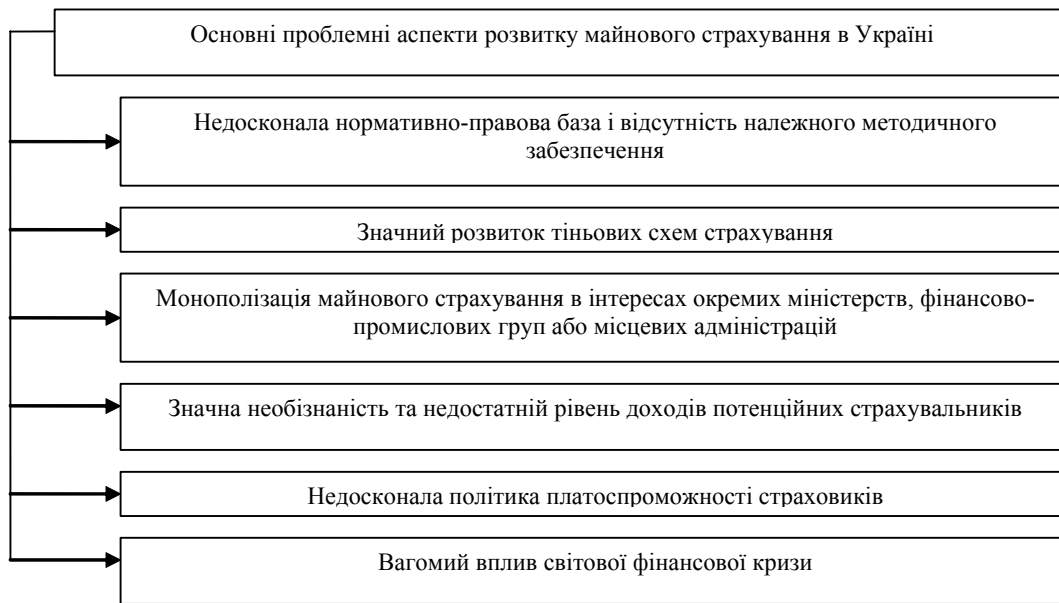 Основні проблемні аспекти розвитку майнового страхування в Україні
Недосконала нормативно-правова база і відсутність належного методичного
забезпечення
Значний розвиток тіньових схем страхування
Монополізація майнового страхування в інтересах окремих міністерств, фінансово-
промислових груп або місцевих адміністрацій
Значна необізнаність та недостатній рівень доходів потенційних страхувальників
Недосконала політика платоспроможності страховиків
Вагомий вплив світової фінансової кризи